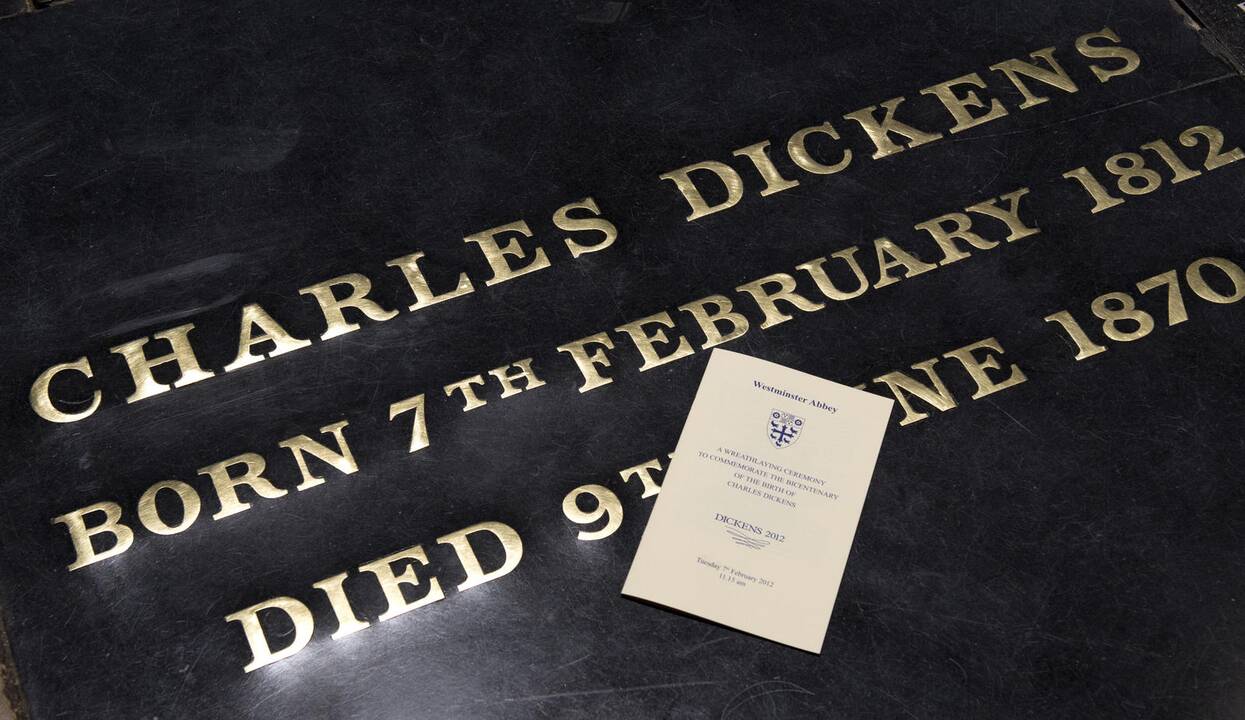 CHARLES DICKENS
BORN 7TH FEBRUARY 1812
DIED 9T NE 1870
Westminster Abbey
A WREATHLAYING CEREMONY
TO COMMEMORATE THE BICENTENARY
OF THE BIRTH OF
CHARLES DICKENS
DICKENS 2012
Tuesday 7th February 2012
11.15 am